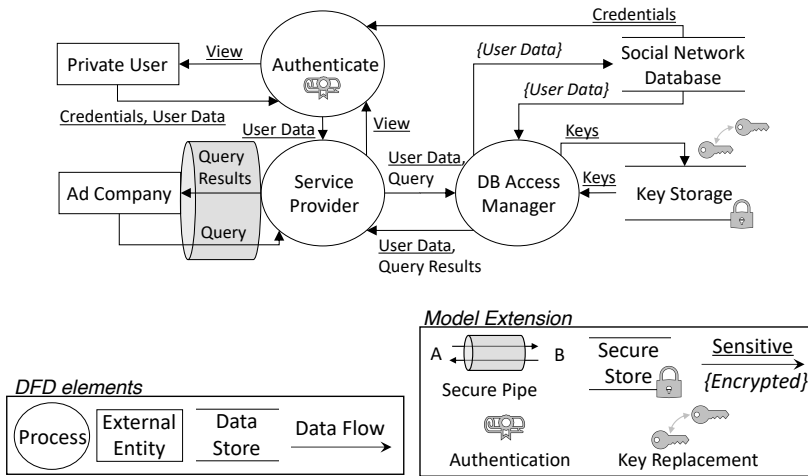 Credentials
View
Private User
Authenticate
{User Data}
Social Network
Database
{User Data}
Credentials, User Data
User Data
View
Keys
Query
Results
User Data,
Query
Ad Company
Service
Provider
DB Access
Manager
Keys
Key Storage
Query
User Data,
Query Results
Model Extension
A
B
Secure Pipe
Secure
Store
Sensitive
{Encrypted}
Authentication
Key Replacement
DFD elements
Process
External
Entity
Data
Store
Data Flow